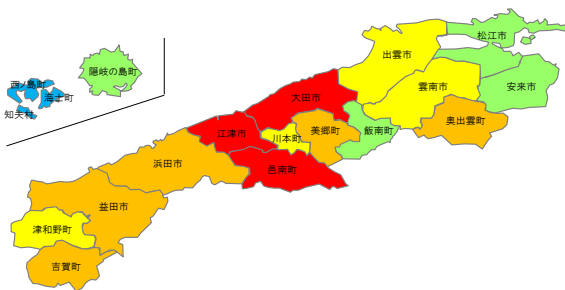 松江市
出雲市
隠岐の島町
西ノ島町
海士町
知夫村
安来市
雲南市
大田市
奥出雲町
飯南町
美郷町
川本町
江津市
浜田市
邑南町
益田市
津和野町
吉賀町